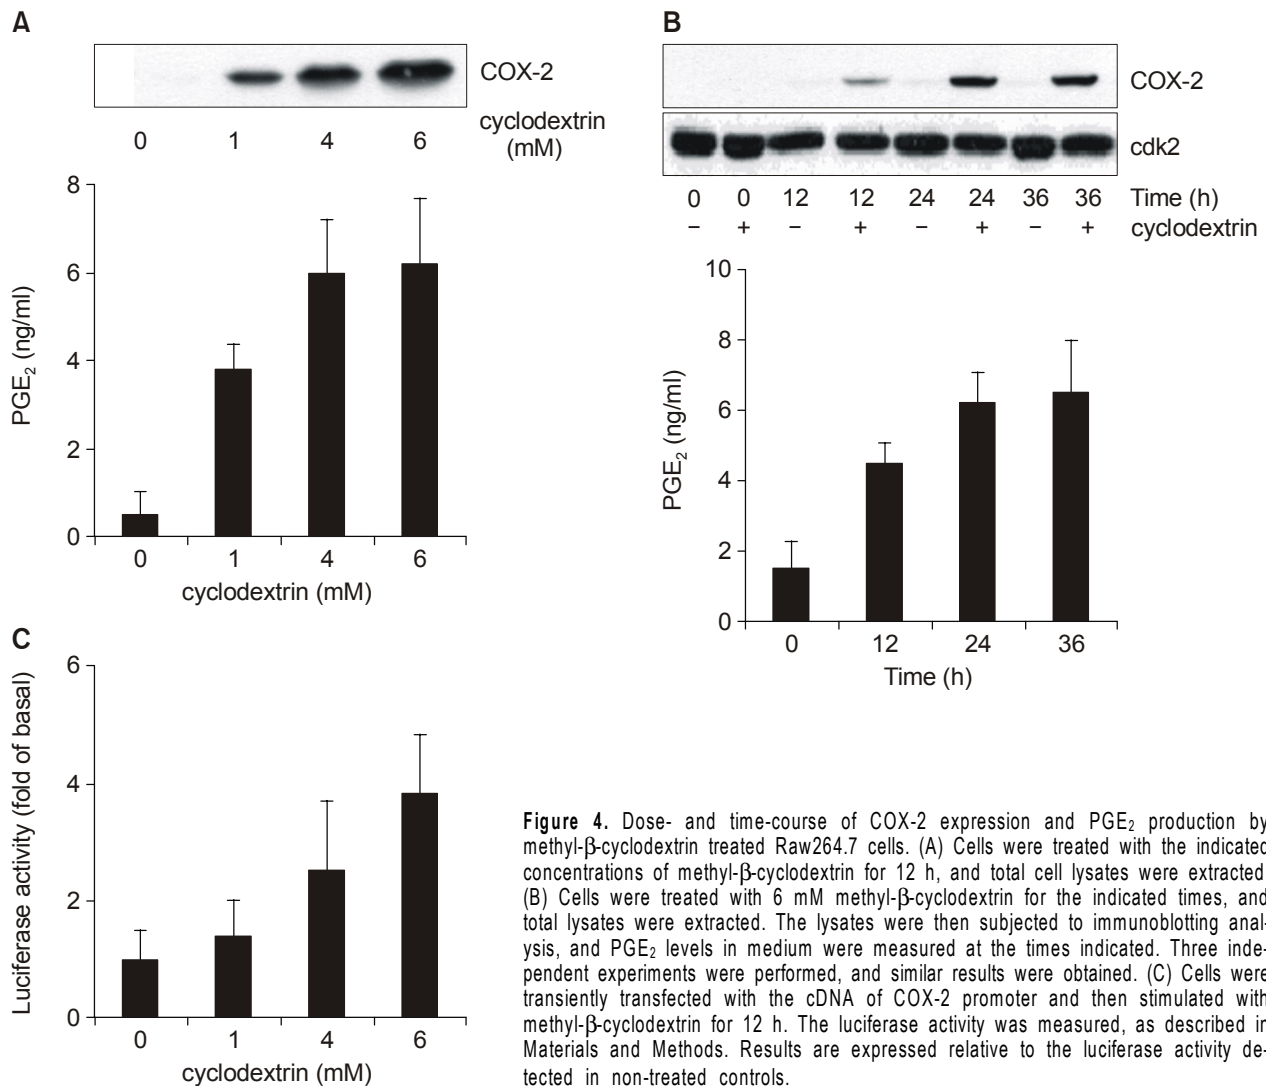 A
COX-2
0 1 4 6 cyclodextrin (mM)
8
6
4
2
0
PGE2 (ng/ml)
0 1 4 6
cyclodextrin (mM)
B
COX-2
cdk2
0 0 12 12 24 24 36 36 Time (h)
− + − + − + − + cyclodextrin
10
8
6
4
2
0
PGE2 (ng/ml)
0 12 24 36
Time (h)
C
6
4
2
0
Luciferase activity (fold of basal)
0 1 4 6
cyclodextrin (mM)
Figure 4. Dose- and time-course of COX-2 expression and PGE2 production by
methyl-β-cyclodextrin treated Raw264.7 cells. (A) Cells were treated with the indicated
concentrations of methyl-β-cyclodextrin for 12 h, and total cell lysates were extracted
(B) Cells were treated with 6 mM methyl-β-cyclodextrin for the indicated times, and
total lysates were extracted. The lysates were then subjected to immunoblotting anal-
ysis, and PGE2 levels in medium were measured at the times indicated. Three inde-
pendent experiments were performed, and similar results were obtained. (C) Cells were
transiently transfected with the cDNA of COX-2 promoter and then stimulated with
methyl-β-cyclodextrin for 12 h. The luciferase activity was measured, as described in
Materials and Methods. Results are expressed relative to the luciferase activity de-
tected in non-treated controls.